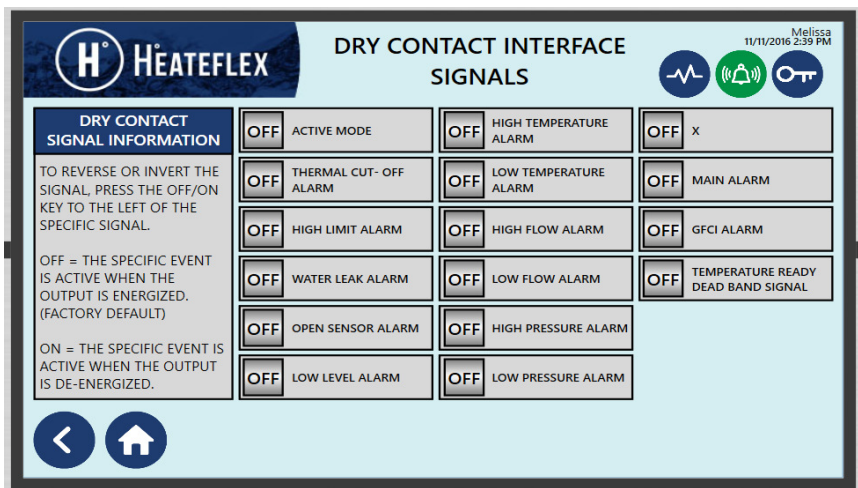 H°
HEATEFLEX
DRY CONTACT INTERFACE
SIGNALS
Melissa
11/11/2016 2:39 PM
DRY CONTACT
SIGNAL INFORMATION
TO REVERSE OR INVERT THE
SIGNAL, PRESS THE OFF/ON
KEY TO THE LEFT OF THE
SPECIFIC SIGNAL.
OFF = THE SPECIFIC EVENT
IS ACTIVE WHEN THE
OUTPUT IS ENERGIZED.
(FACTORY DEFAULT)
ON = THE SPECIFIC EVENT IS
ACTIVE WHEN THE OUTPUT
IS DE-ENERGIZED.
OFF ACTIVE MODE
OFF THERMAL CUT- OFF
ALARM
OFF HIGH LIMIT ALARM
OFF WATER LEAK ALARM
OFF OPEN SENSOR ALARM
OFF LOW LEVEL ALARM
OFF HIGH TEMPERATURE
ALARM
OFF LOW TEMPERATURE
ALARM
OFF HIGH FLOW ALARM
OFF LOW FLOW ALARM
OFF HIGH PRESSURE ALARM
OFF LOW PRESSURE ALARM
OFF X
OFF MAIN ALARM
OFF GFCI ALARM
OFF TEMPERATURE READY
DEAD BAND SIGNAL